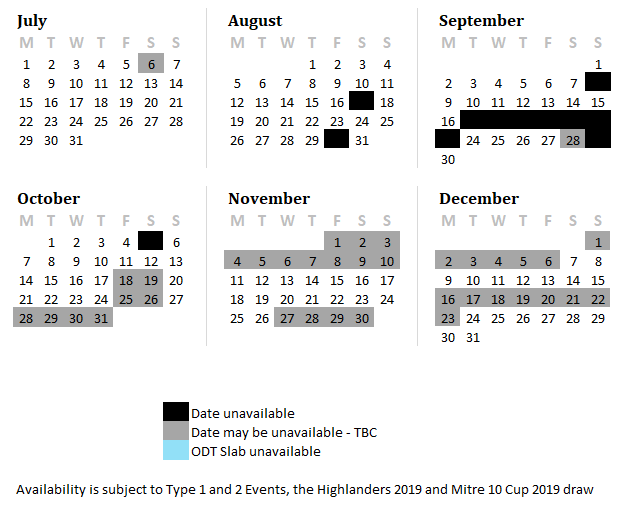 July
M T W T F S S
1 2 3 4 5 6 7
8 9 10 11 12 13 14
15 16 17 18 19 20 21
22 23 24 25 26 27 28
29 30 31
August
M T W T F S S
1 2 3 4
5 6 7 8 9 10 11
12 13 14 15 16 18
19 20 21 22 23 24 25
26 27 28 29 31
September
M T W T F S S
1
2 3 4 5 6 7
9 10 11 12 13 14 15
16
24 25 26 27 28
30
October
M T W T F S S
1 2 3 4 6
7 8 9 10 11 12 13
14 15 16 17 18 19 20
21 22 23 24 25 26 27
28 29 30 31
November
M T W T F S S
1 2 3
4 5 6 7 8 9 10
11 12 13 14 15 16 17
18 19 20 21 22 23 24
25 26 27 28 29 30
December
M T W T F S S
1
2 3 4 5 6 7 8
9 10 11 12 13 14 15
16 17 18 19 20 21 22
23 24 25 26 27 28 29
30 31
Date unavailable
Date may be unavailable - TBC
ODT Slab unavailable
Availability is subject to Type 1 and 2 Events, the Highlanders 2019 and Mitre 10 Cup 2019 draw